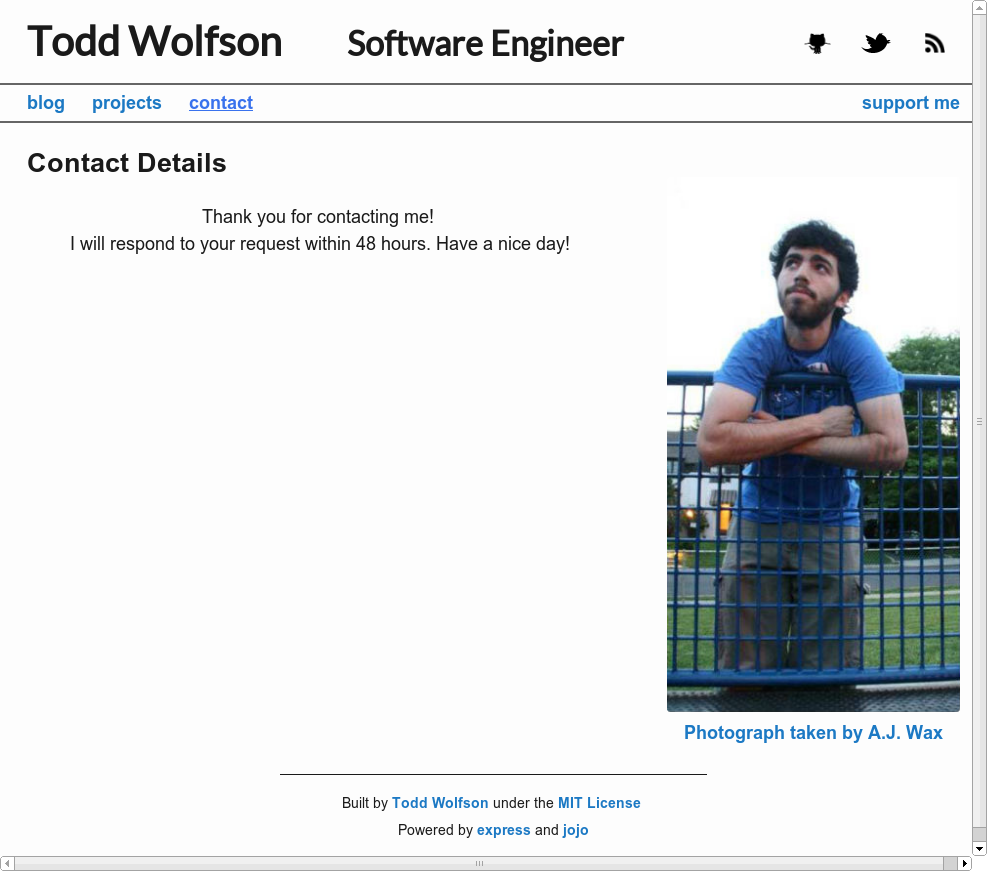 Todd Wolfson Software Engineer
blog projects contact support me
Contact Details
Thank you for contacting me!
I will respond to your request within 48 hours. Have a nice day!
Photograph taken by A.J. Wax
Built by Todd Wolfson under the MIT License
Powered by express and jojo